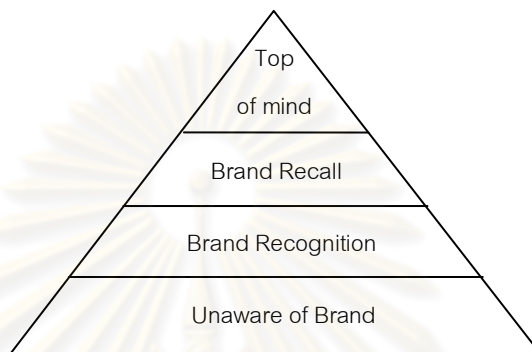 Top
of mind
Brand Recall
Brand Recognition
Unaware of Brand